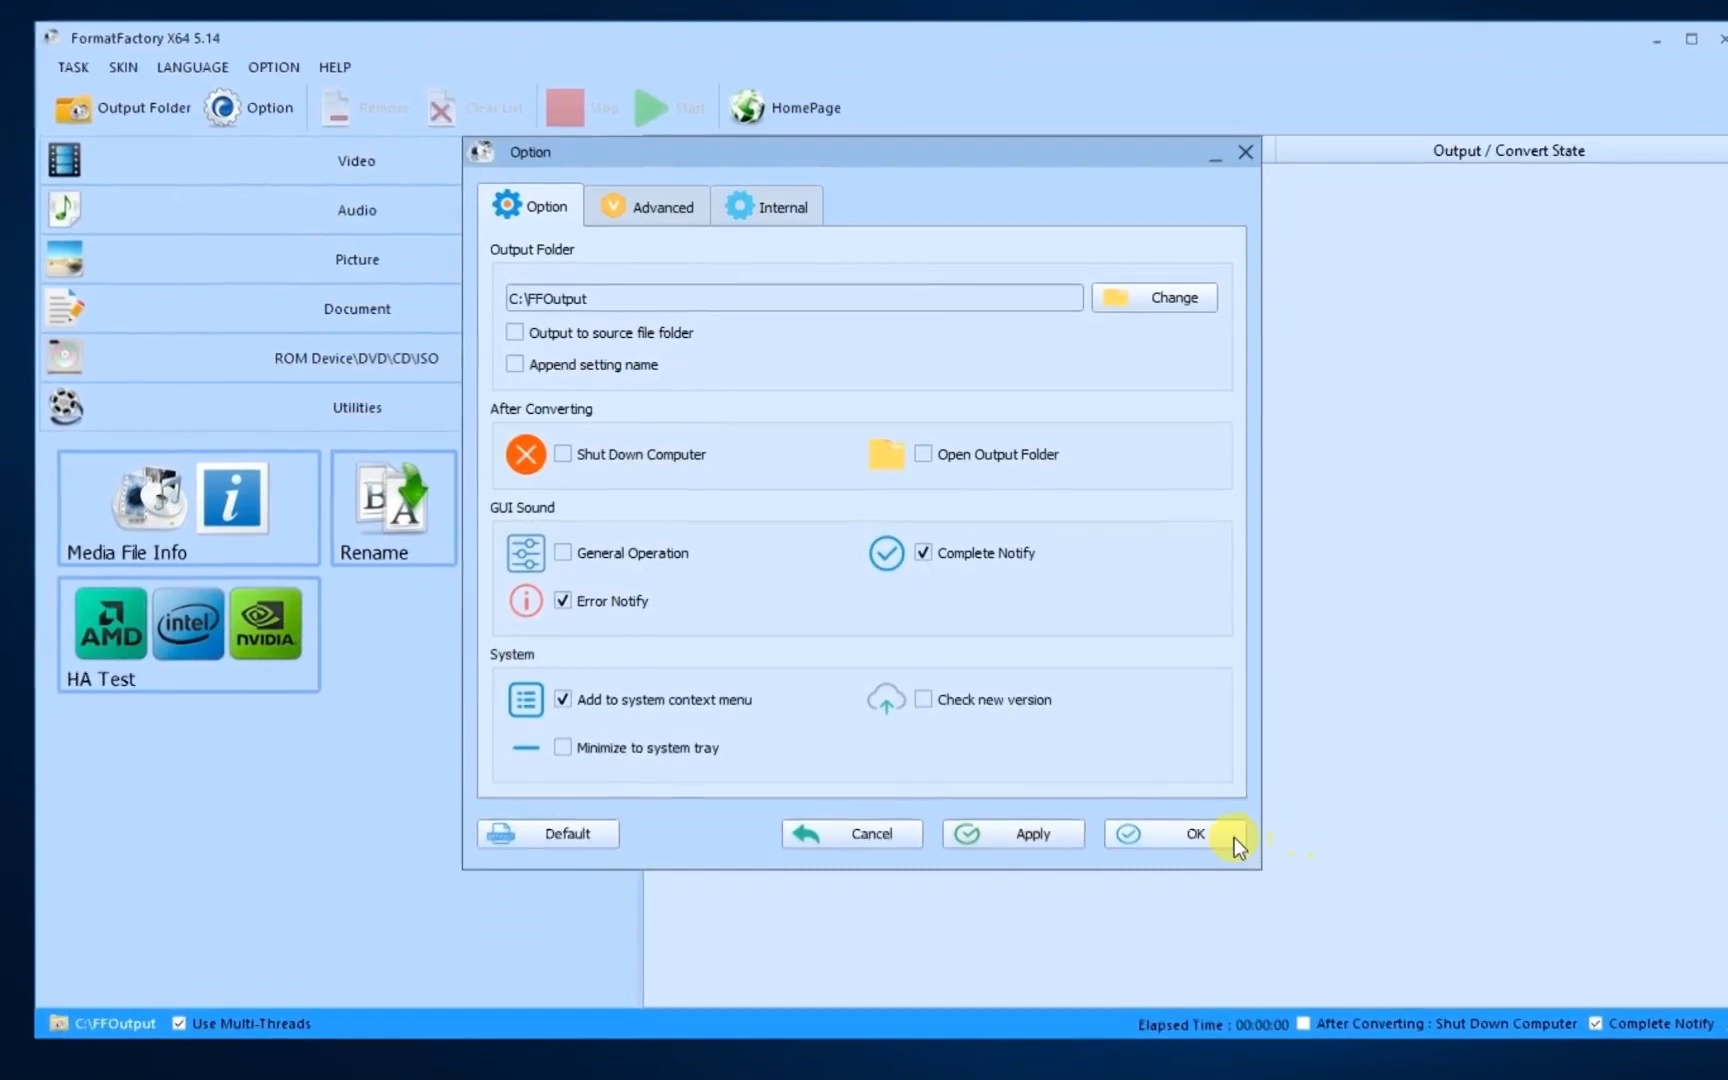 FormatFactory X64 5.14
TASK SKIN LANGUAGE OPTION HELP
Output Folder Option Remove Clear List Stop Start HomePage
Video
Audio
Picture
Document
ROM Device\DVD\CD\ISO
Utilities
Media File Info
B A
Rename
AMD intel NVIDIA
HA Test
Output / Convert State
Option
Option Advanced Internal
Output Folder
C:\FFOutput Change
Output to source file folder
Append setting name
After Converting
Shut Down Computer Open Output Folder
GUI Sound
General Operation Complete Notify
Error Notify
System
Add to system context menu Check new version
Minimize to system tray
Default Cancel Apply OK
C:\FFOutput Use Multi-Threads Elapsed Time : 00:00:00 After Converting : Shut Down Computer Complete Notify